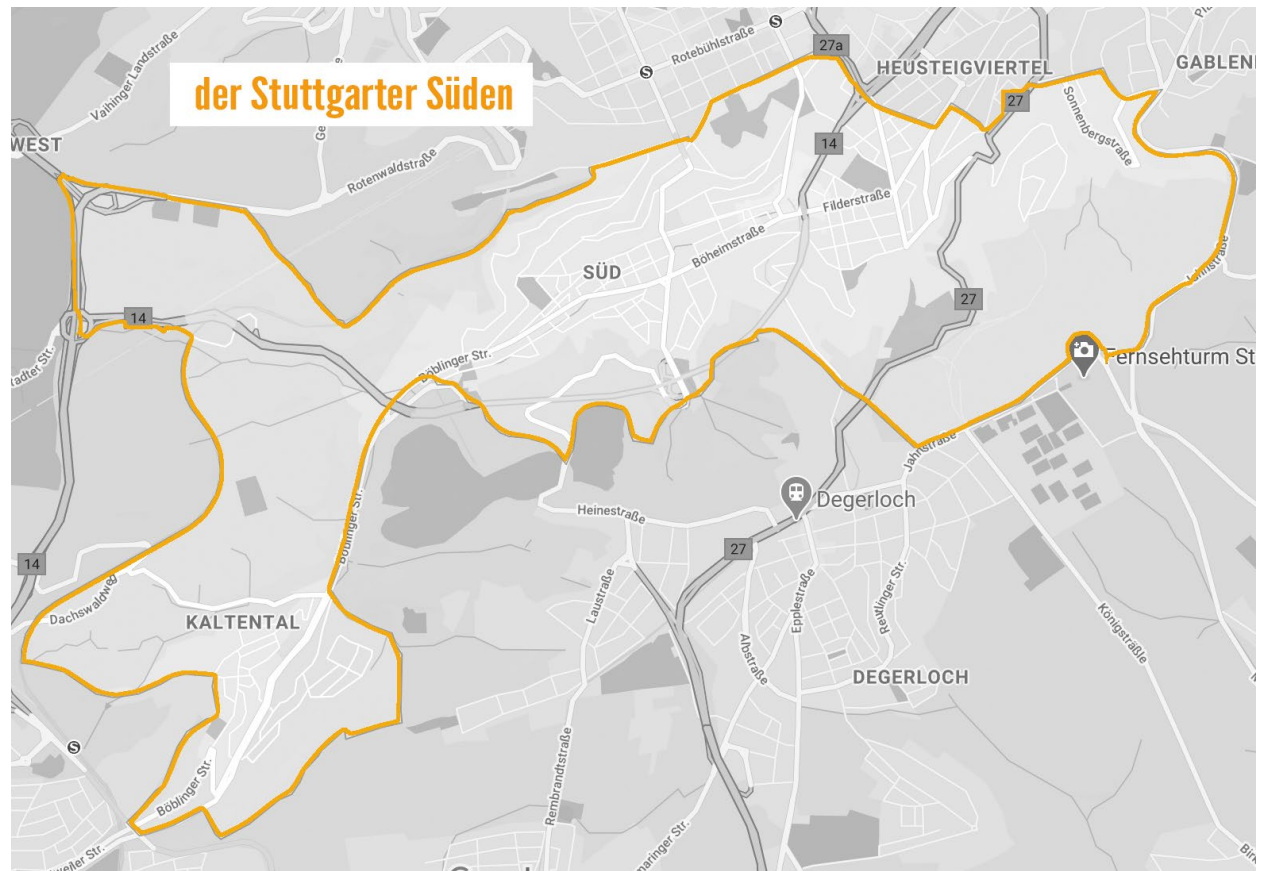 der Stuttgarter Süden
Vaihinger Landstraße
Rotebühlstraße
S
S
27a
HEUSTEIGVIERTEL
27
Sonnenbergstraße
WEST
Rotenwaldstraße
14
Filderstraße
Böheimstraße
SÜD
Jahnstraße
27
14
Böblinger Str.
Fernsehturm St
Jahnstraße
Degerloch
Heinestraße
Böblinger Str.
27
14
Dachswaldweg
KALTENTAL
Laustraße
Epplestraße
Reutlinger Str.
Albstraße
Königsträßle
DEGERLOCH
S
Böblinger Str.
Rembrandtstraße